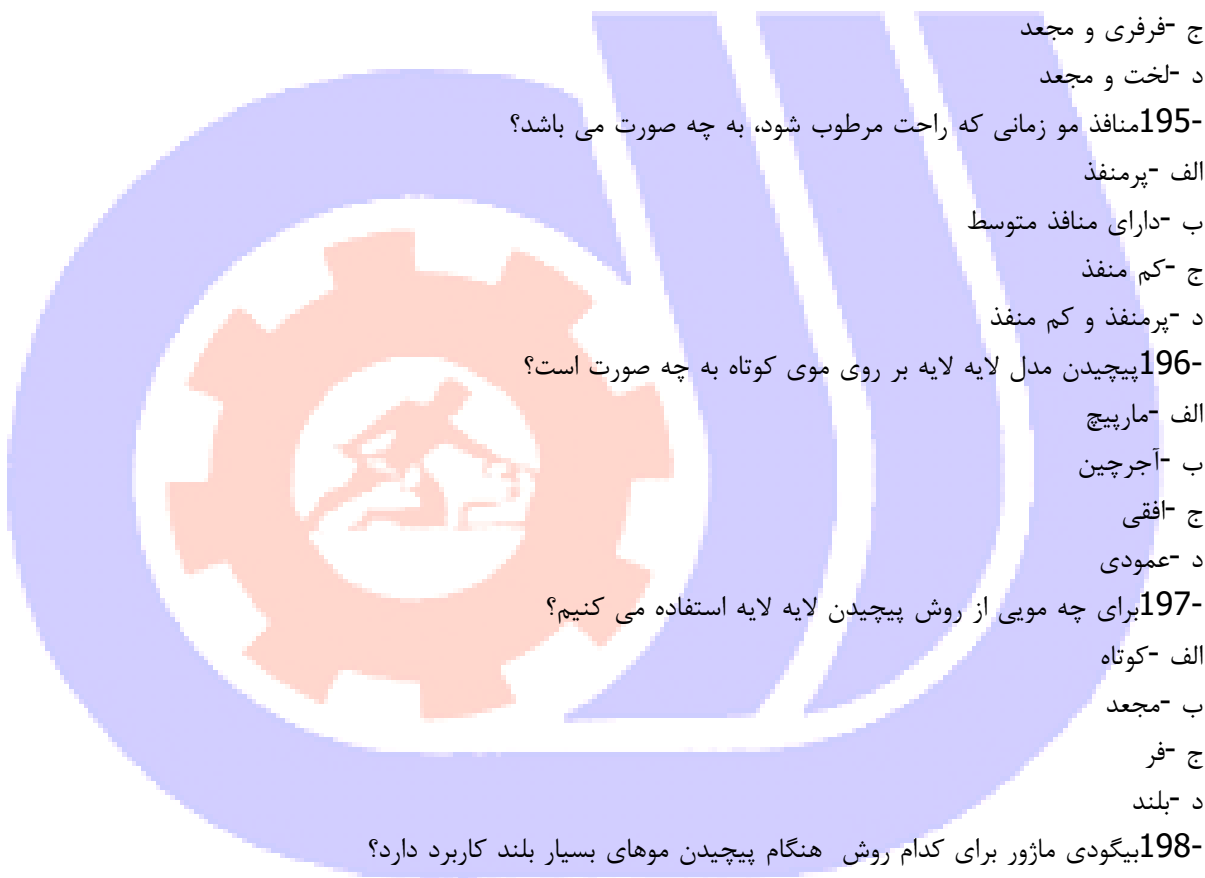 ج -فرفری و مجعد
د -لخت و مجعد
-195منافذ مو زمانی که راحت مرطوب شود، به چه صورت می باشد؟
الف -پرمنفذ
ب -دارای منافذ متوسط
ج -کم منفذ
د -پرمنفذ و کم منفذ
-196پیچیدن مدل لایه لایه بر روی موی کوتاه به چه صورت است؟
الف -مارپیچ
ب -آجرچین
ج -افقی
د -عمودی
-197برای چه مویی از روش پیچیدن لایه لایه استفاده می کنیم؟
الف -کوتاه
ب -مجعد
ج -فر
د -بلند
-198بیگودی ماژور برای کدام روش هنگام پیچیدن موهای بسیار بلند کاربرد دارد؟